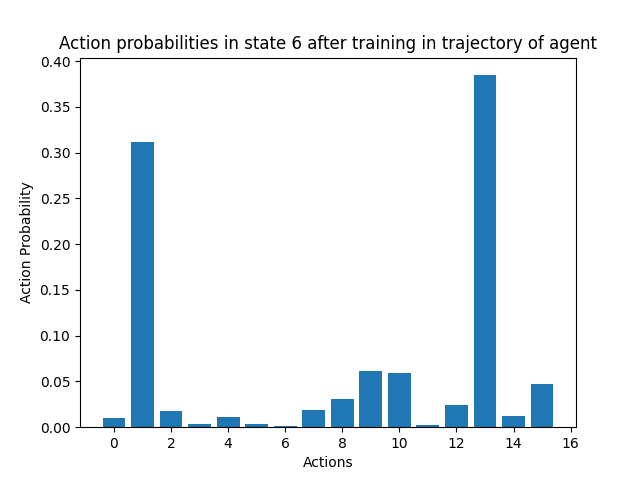 Action probabilities in state 6 after training in trajectory of agent
0.40
0.35
0.30
0.25
0.20
0.15
0.10
0.05
0.00
Action Probability
0 2 4 6 8 10 12 14 16
Actions